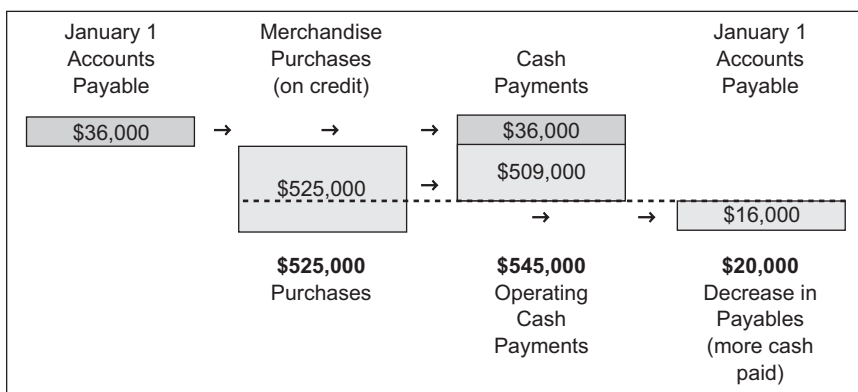 January 1
Accounts
Payable
Merchandise
Purchases
(on credit)
Cash
Payments
January 1
Accounts
Payable
$36,000 → → → $36,000
$525,000 → $509,000
→ → $16,000
$525,000
Purchases
$545,000
Operating
Cash
Payments
$20,000
Decrease in
Payables
(more cash
paid)